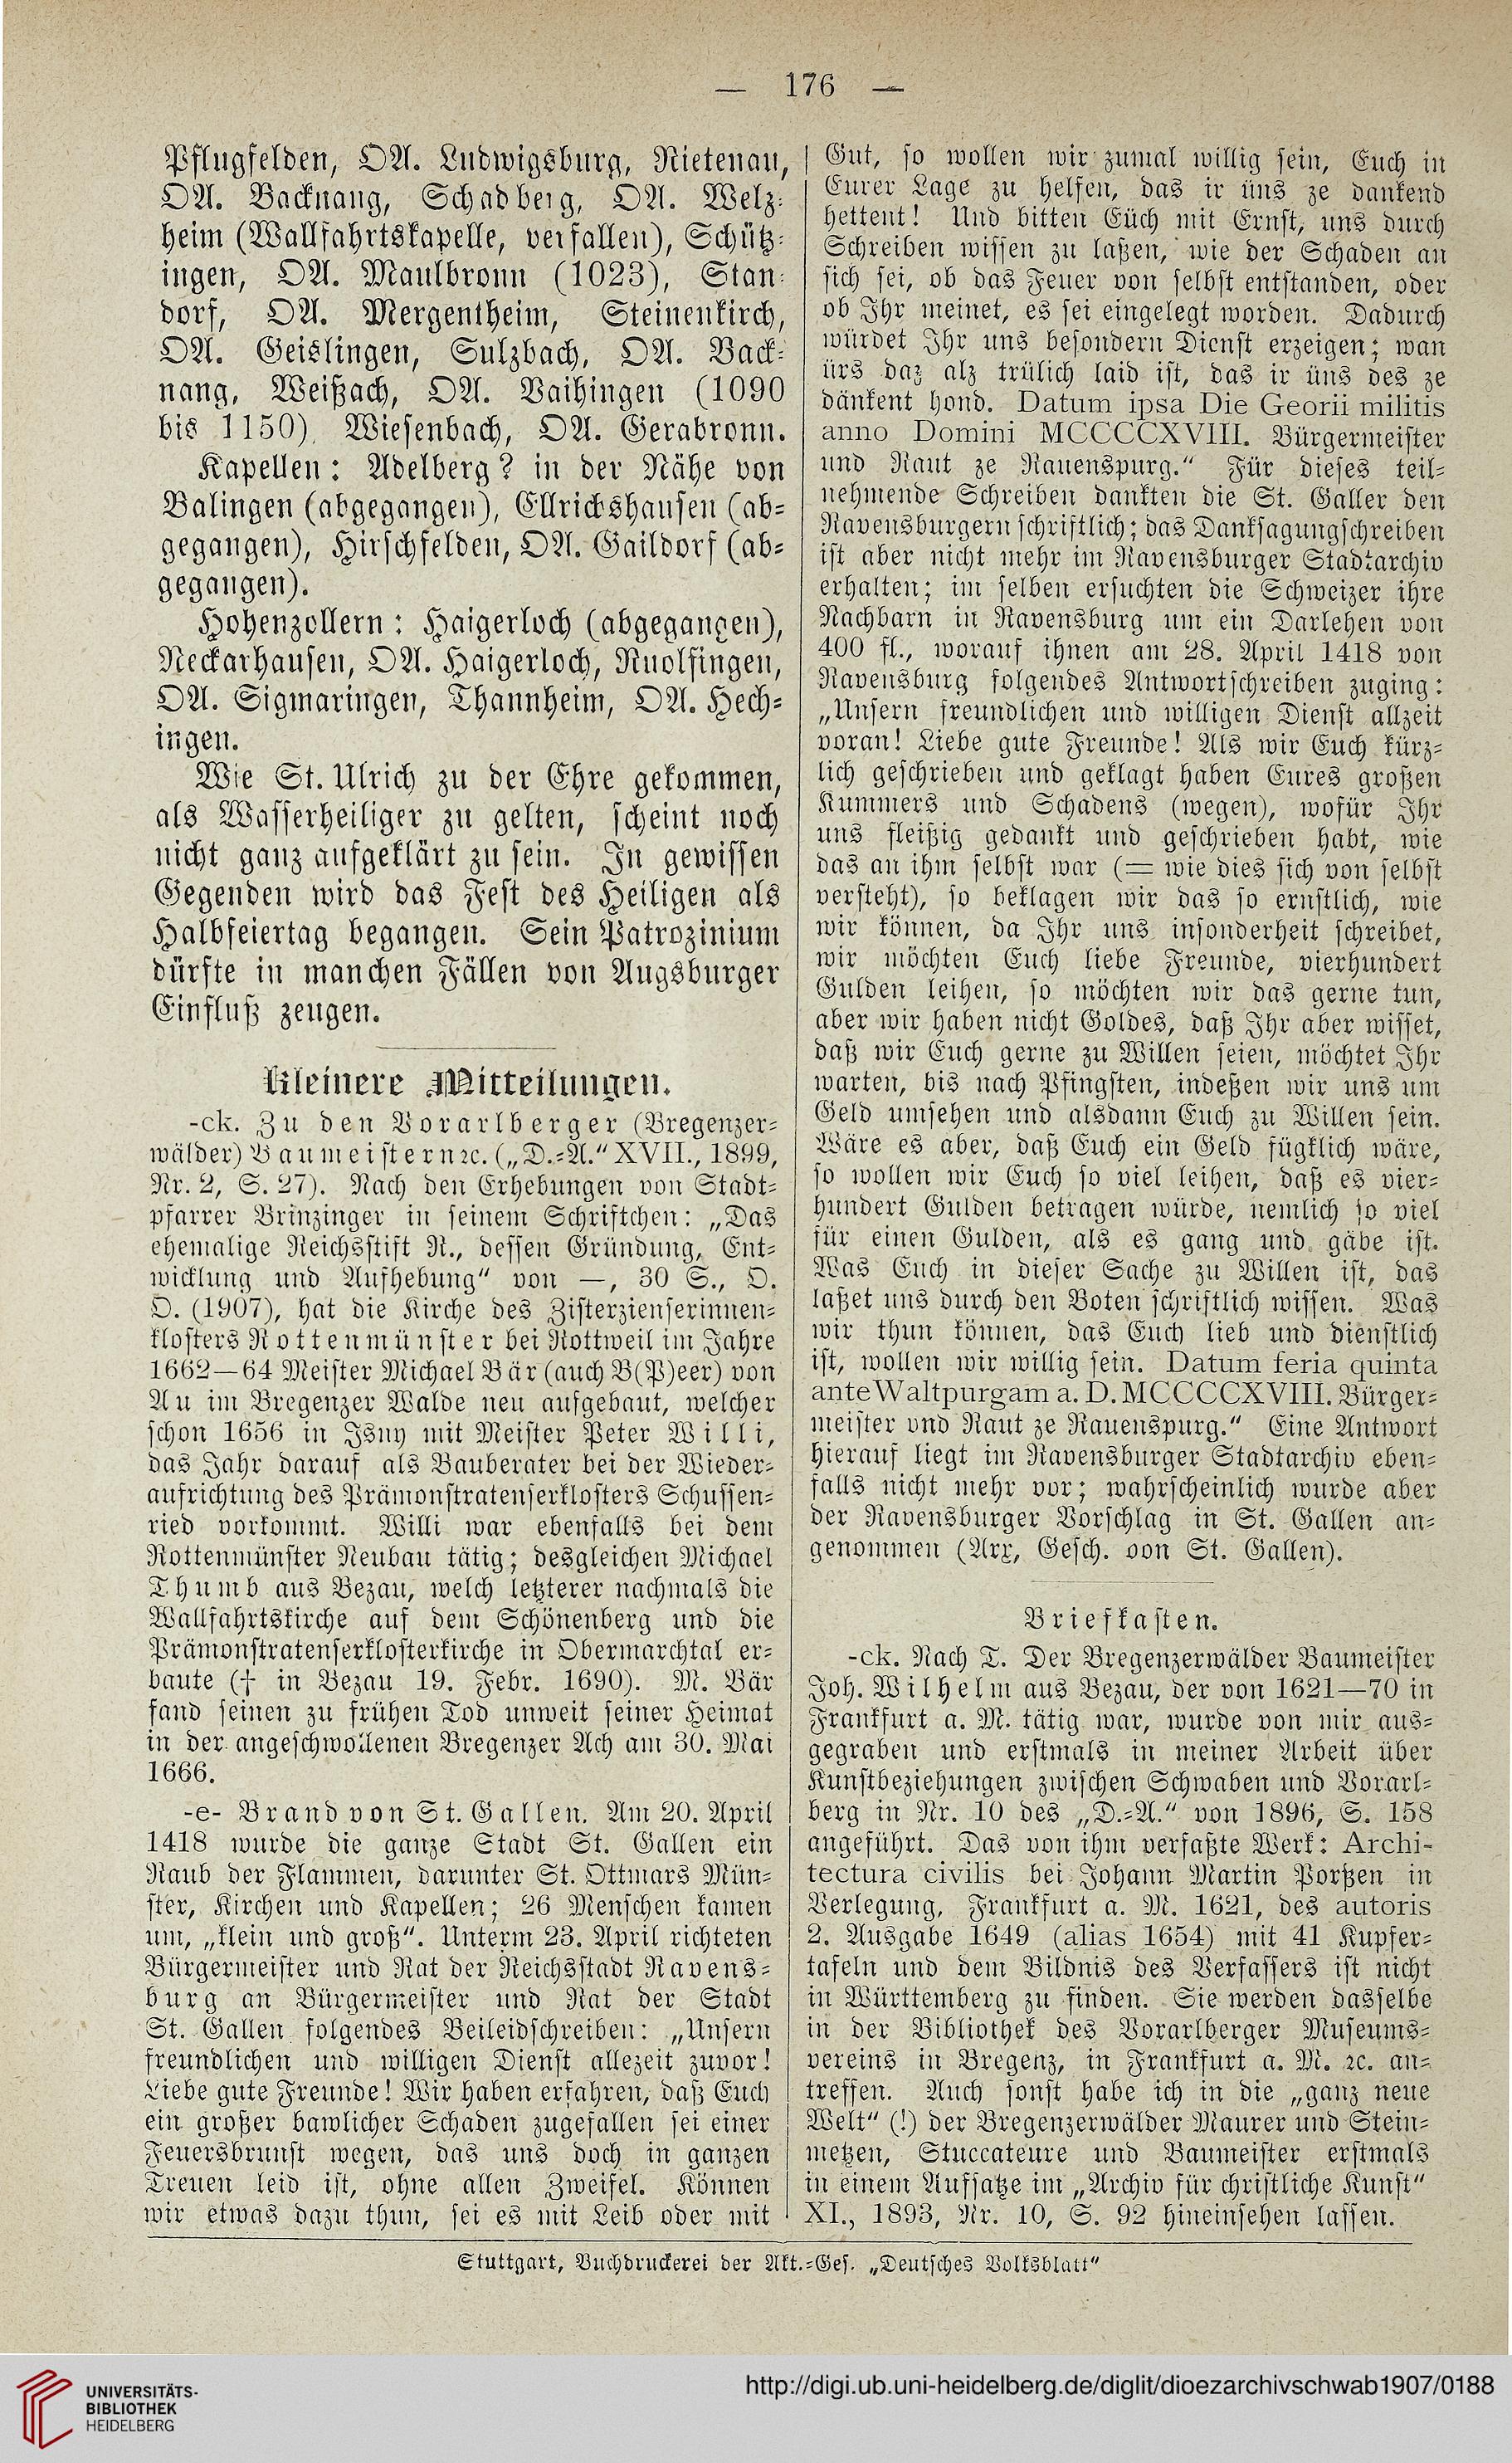 — 176 —
Pflugfelden, OA. Ludwigsburg, Rietenau,
OA. Backnang, Schadberg, OA. Welz-
heim (Wallfahrtskapelle, verfallen), Schütz-
ingen, OA. Maulbronn (1023), Stan-
dorf, OA. Mergentheim, Steinenkirch,
OA. Geislingen, Sulzbach, OA. Back-
nang, Weißach, OA. Vaihingen (1090
bis 1150), Wiesenbach, OA. Gerabronn.
Kapellen: Adelberg? in der Nähe von
Balingen (abgegangen), Ellrichshausen (ab-
gegangen), Hirschfelden, OA. Gaildorf (ab-
gegangen).
Hohenzollern: Haigerloch (abgegangen),
Neckarhausen, OA. Haigerloch, Ruolfingen,
OA. Sigmaringen, Thannheim, OA. Hech-
ingen.
Wie St. Ulrich zu der Ehre gekommen,
als Wasserheiliger zu gelten, scheint noch
nicht ganz aufgeklärt zu sein. In gewissen
Gegenden wird das Fest des Heiligen als
Halbfeiertag begangen. Sein Patrozinium
dürfte in manchen Fällen von Augsburger
Einfluß zeugen.
Kleinere Mitteilungen.
-ck. Zu den Vorarlberger (Bregenzer-
wälder) Baumeistern ꝛc. („D.-A.“ XVII., 1899,
Nr. 2, S. 27). Nach den Erhebungen von Stadt-
pfarrer Brinzinger in seinem Schriftchen: „Das
ehemalige Reichsstift R., dessen Gründung, Ent-
wicklung und Aufhebung“ von —, 30 S., O.
O. (1907), hat die Kirche des Zisterzienserinnen-
klosters Rottenmünster bei Rottweil im Jahre
1662—64 Meister Michael Bär (auch B(P)eer) von
Au im Bregenzer Walde neu aufgebaut, welcher
schon 1656 in Isny mit Meister Peter Willi,
das Jahr darauf als Bauberater bei der Wieder-
aufrichtung des Prämonstratenserklosters Schussen-
ried vorkommt. Willi war ebenfalls bei dem
Rottenmünster Neubau tätig; desgleichen Michael
Thumb aus Bezau, welch letzterer nachmals die
Wallfahrtskirche auf dem Schönenberg und die
Prämonstratenserklosterkirche in Obermarchtal er-
baute († in Bezau 19. Febr. 1690). M. Bär
fand seinen zu frühen Tod unweit seiner Heimat
in der angeschwollenen Bregenzer Ach am 30. Mai
1666.
-e- Brand von St. Gallen. Am 20. April
1418 wurde die ganze Stadt St. Gallen ein
Raub der Flammen, darunter St. Ottmars Mün-
ster, Kirchen und Kapellen; 26 Menschen kamen
um, „klein und groß“. Unterm 23. April richteten
Bürgermeister und Rat der Reichsstadt Ravens-
burg an Bürgermeister und Rat der Stadt
St. Gallen folgendes Beileidschreiben: „Unsern
freundlichen und willigen Dienst allezeit zuvor!
Liebe gute Freunde! Wir haben erfahren, daß Euch
ein großer bawlicher Schaden zugefallen sei einer
Feuersbrunst wegen, das uns doch in ganzen
Treuen leid ist, ohne allen Zweifel. Können
wir etwas dazu thun, sei es mit Leib oder mit
Gut, so wollen wir zumal willig sein, Euch in
Eurer Lage zu helfen, das ir üns ze dankend
hettent! Und bitten Eüch mit Ernst, uns durch
Schreiben wissen zu laßen, wie der Schaden an
sich sei, ob das Feuer von selbst entstanden, oder
ob Ihr meinet, es sei eingelegt worden. Dadurch
würdet Ihr uns besondern Dienst erzeigen; wan
ürs daz alz trülich laid ist, das ir üns des ze
dänkent hond. Datum ipsa Die Georii militis
anno Domini MCCCCXVIII. Bürgermeister
und Raut ze Rauenspurg.“ Für dieses teil-
nehmende Schreiben dankten die St. Galler den
Ravensburgern schriftlich; das Danksagungschreiben
ist aber nicht mehr im Ravensburger Stadtarchiv
erhalten; im selben ersuchten die Schweizer ihre
Nachbarn in Ravensburg um ein Darlehen von
400 fl., worauf ihnen am 28. April 1418 von
Ravensburg folgendes Antwortschreiben zuging:
„Unsern freundlichen und willigen Dienst allzeit
voran! Liebe gute Freunde! Als wir Euch kürz-
lich geschrieben und geklagt haben Eures großen
Kummers und Schadens (wegen), wofür Ihr
uns fleißig gedankt und geschrieben habt, wie
das an ihm selbst war (= wie dies sich von selbst
versteht), so beklagen wir das so ernstlich, wie
wir können, da Ihr uns insonderheit schreibet,
wir möchten Euch liebe Freunde, vierhundert
Gulden leihen, so möchten wir das gerne tun,
aber wir haben nicht Goldes, daß Ihr aber wisset,
daß wir Euch gerne zu Willen seien, möchtet Ihr
warten, bis nach Pfingsten, indeßen wir uns um
Geld umsehen und alsdann Euch zu Willen sein.
Wäre es aber, daß Euch ein Geld fügklich wäre,
so wollen wir Euch so viel leihen, daß es vier-
hundert Gulden betragen würde, nemlich so viel
für einen Gulden, als es gang und gäbe ist.
Was Euch in dieser Sache zu Willen ist, das
laßet uns durch den Boten schriftlich wissen. Was
wir thun können, das Euch lieb und dienstlich
ist, wollen wir willig sein. Datum feria quinta
ante Waltpurgam a. D. MCCCCXVIII. Bürger-
meister vnd Raut ze Rauenspurg.“ Eine Antwort
hierauf liegt im Ravensburger Stadtarchiv eben-
falls nicht mehr vor; wahrscheinlich wurde aber
der Ravensburger Vorschlag in St. Gallen an-
genommen (Arx, Gesch. von St. Gallen).
Briefkasten.
-ck. Nach T. Der Bregenzerwälder Baumeister
Joh. Wilhelm aus Bezau, der von 1621—70 in
Frankfurt a. M. tätig war, wurde von mir aus-
gegraben und erstmals in meiner Arbeit über
Kunstbeziehungen zwischen Schwaben und Vorarl-
berg in Nr. 10 des „D.-A.“ von 1896, S. 158
angeführt. Das von ihm verfaßte Werk: Archi-
tectura civilis bei Johann Martin Porßen in
Verlegung, Frankfurt a. M. 1621, des autoris
2. Ausgabe 1649 (alias 1654) mit 41 Kupfer-
tafeln und dem Bildnis des Verfassers ist nicht
in Württemberg zu finden. Sie werden dasselbe
in der Bibliothek des Vorarlberger Museums-
vereins in Bregenz, in Frankfurt a. M. ꝛc. an-
treffen. Auch sonst habe ich in die „ganz neue
Welt“ (!) der Bregenzerwälder Maurer und Stein-
metzen, Stuccateure und Baumeister erstmals
in einem Aufsatze im „Archiv für christliche Kunst“
XI., 1893, Nr. 10, S. 92 hineinsehen lassen.
Stuttgart, Buchdruckerei der Akt.-Ges. „Deutsches Volksblatt“
UNIVERSITÄTS-
BIBLIOTHEK
HEIDELBERG
http://digi.ub.uni-heidelberg.de/diglit/dioezarchivschwab1907/0188